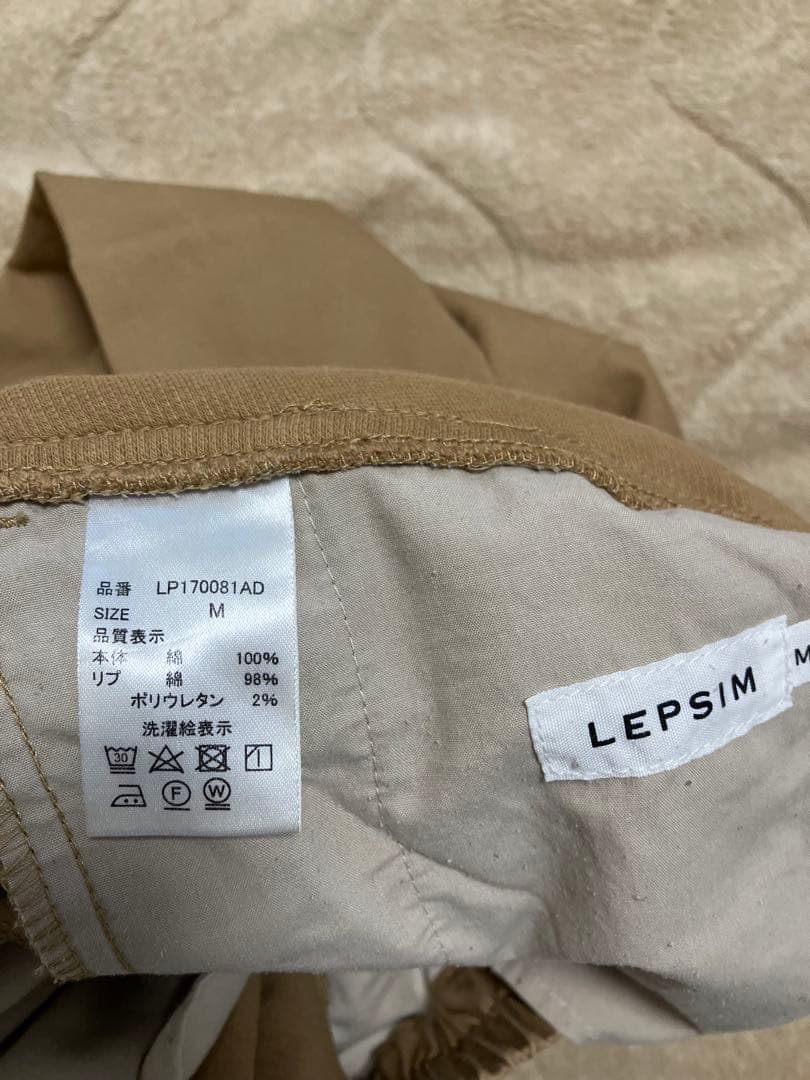 品番 LP170081AD
SIZE M
品質表示
本体 綿 100%
リブ 綿 98%
ポリウレタン 2%
洗濯絵表示
30
F W
LEPSIM
M